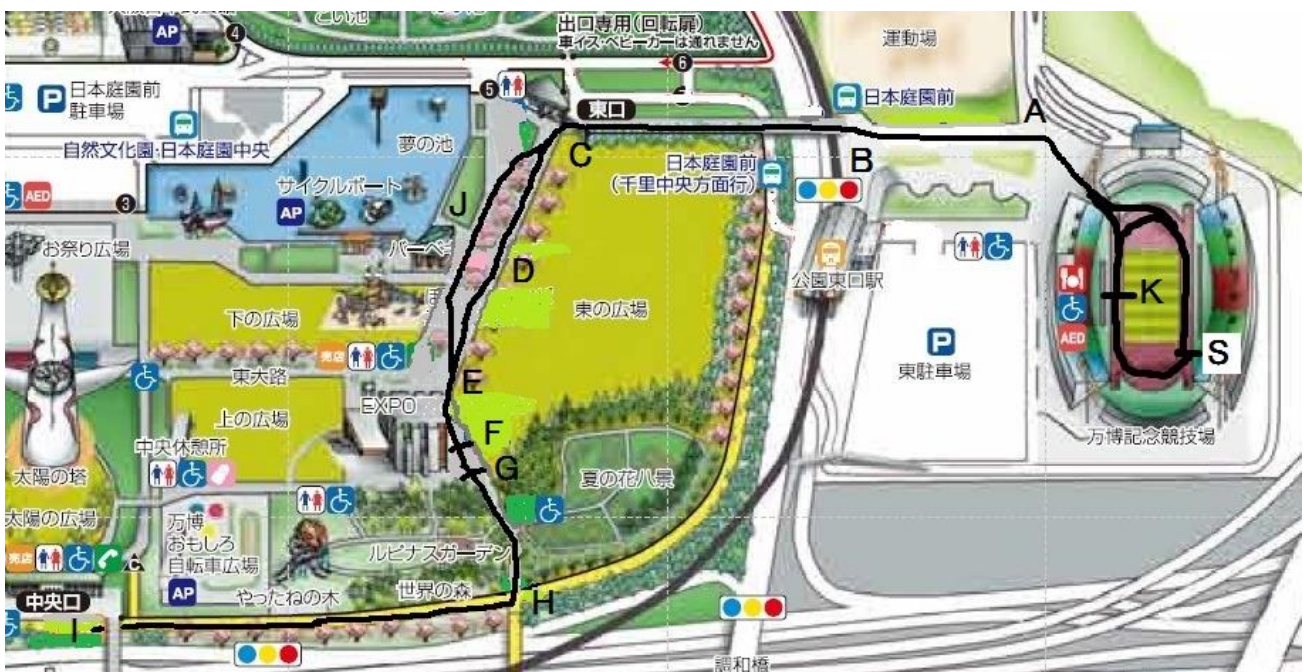 こい池
出口専用(回転扉)
車イス・ベビーカーは通れません
運動場
AP
4
6
5
P
日本庭園前
駐車場
東口
日本庭園前
A
自然文化園・日本庭園中央
夢の池
C
B
日本庭園前
(千里中央方面行)
サイクルボート
AP
AED
3
J
お祭り広場
バーベ
D
公園東口駅
K
AED
下の広場
東の広場
売店
P
S
東大路
E
東駐車場
EXPO
上の広場
F
万博記念競技場
中央休憩所
G
太陽の塔
夏の花八景
太陽の広場
万博
おもしろ
自転車広場
ルピナスガーデン
売店
AP
やったねの木
世界の森
H
中央口
I
調和橋